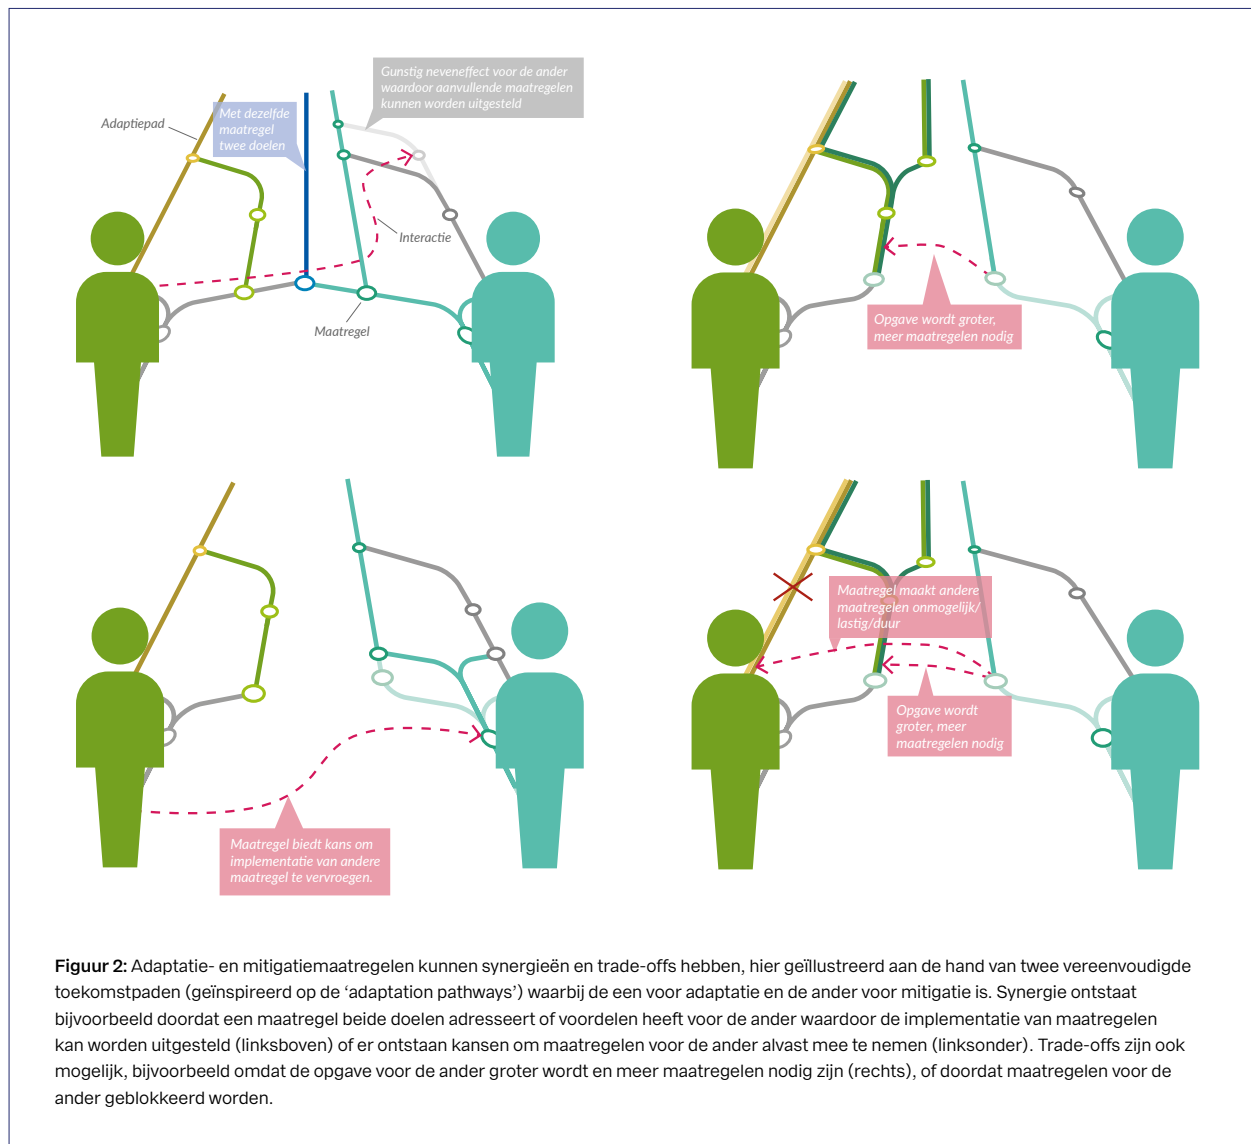 Gunstig neveneffect voor de ander
waardoor aanvullende maatregelen
kunnen worden uitgesteld
Adaptiepad
Met dezelfde
maatregel
twee doelen
Interactie
Maatregel
Opgave wordt groter,
meer maatregelen nodig
Maatregel biedt kans om
implementatie van andere
maatregel te vervroegen.
Maatregel maakt andere
maatregelen onmogelijk/
lastig/duur
Opgave wordt
groter, meer
maatregelen nodig
Figuur 2: Adaptatie- en mitigatiemaatregelen kunnen synergieën en trade-offs hebben, hier geïllustreerd aan de hand van twee vereenvoudigde
toekomstpaden (geïnspireerd op de ‘adaptation pathways’) waarbij de een voor adaptatie en de ander voor mitigatie is. Synergie ontstaat
bijvoorbeeld doordat een maatregel beide doelen adresseert of voordelen heeft voor de ander waardoor de implementatie van maatregelen
kan worden uitgesteld (linksboven) of er ontstaan kansen om maatregelen voor de ander alvast mee te nemen (linksonder). Trade-offs zijn ook
mogelijk, bijvoorbeeld omdat de opgave voor de ander groter wordt en meer maatregelen nodig zijn (rechts), of doordat maatregelen voor de
ander geblokkeerd worden.